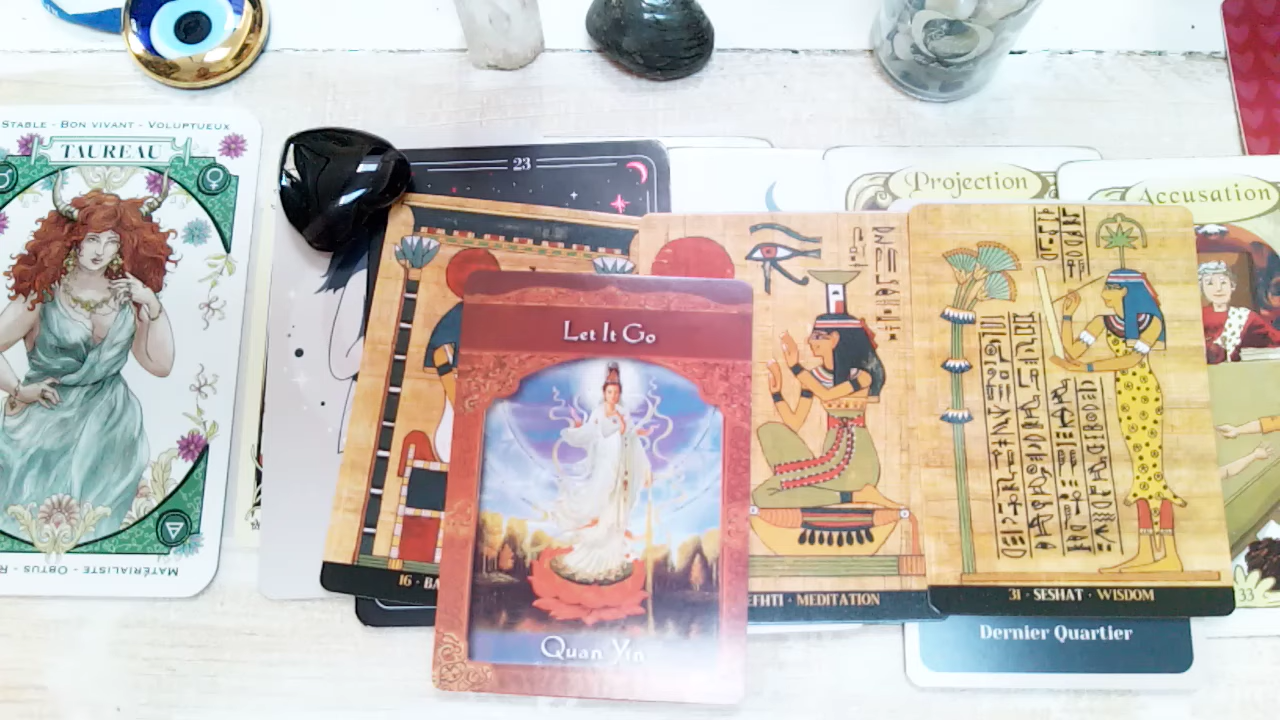 STABLE - BON VIVANT - VOLUPTUEUX
TAUREAU
23
Projection
Accusation
Let It Go
Quan Yin
16 · BA
MEDITATION
31 · SESHAT · WISDOM
Dernier Quartier
MATÉRIALISTE - OBTUS - R
33